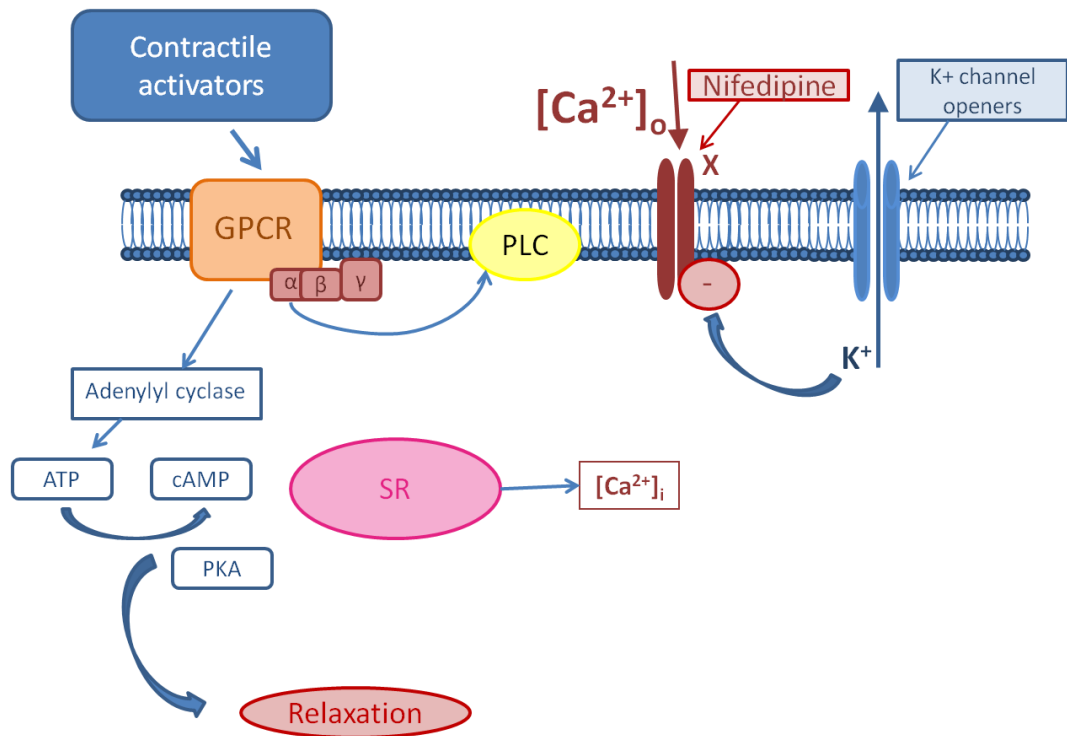 Contractile
activators
[Ca²⁺]ₒ
Nifedipine
K+ channel
openers
X
GPCR
PLC
α
β
γ
-
K⁺
Adenylyl cyclase
ATP
cAMP
SR
[Ca²⁺]ᵢ
PKA
Relaxation